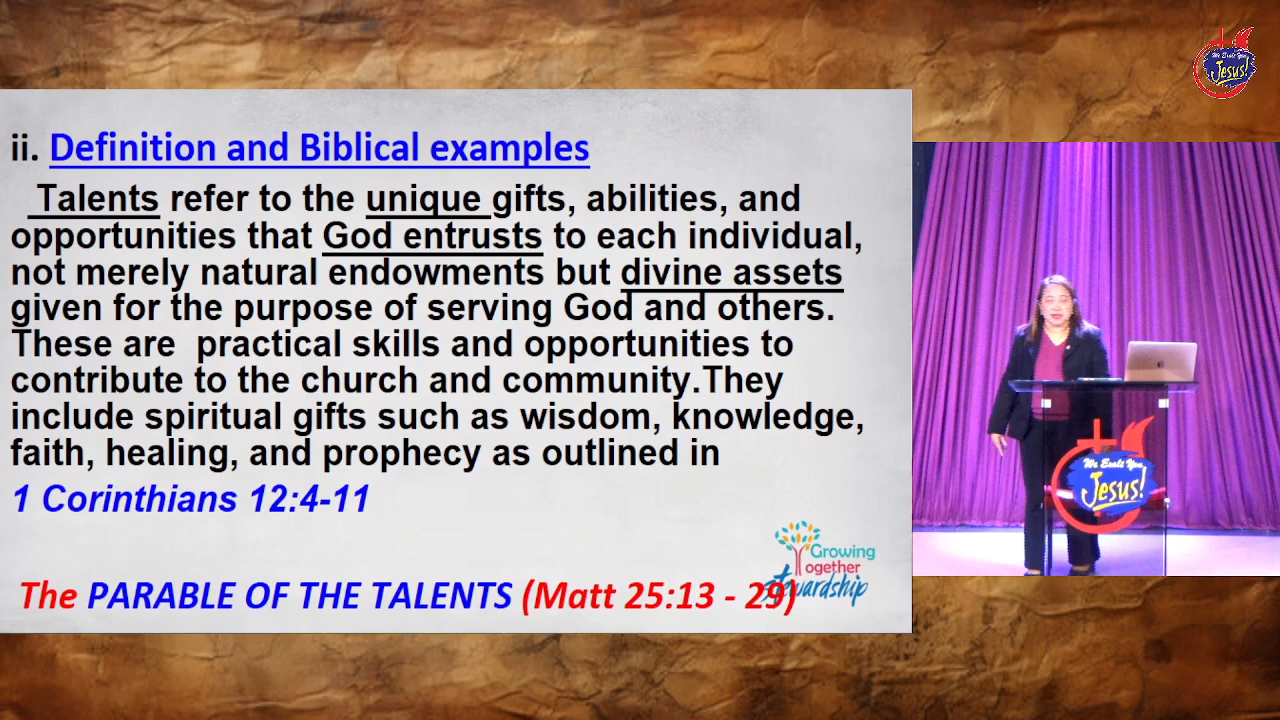 We Exalt You
Jesus!
ii. Definition and Biblical examples
Talents refer to the unique gifts, abilities, and
opportunities that God entrusts to each individual,
not merely natural endowments but divine assets
given for the purpose of serving God and others.
These are  practical skills and opportunities to
contribute to the church and community.They
include spiritual gifts such as wisdom, knowledge,
faith, healing, and prophecy as outlined in
1 Corinthians 12:4-11
Growing
together
stewardship
The PARABLE OF THE TALENTS (Matt 25:13 - 29)
We Exalt You
Jesus!